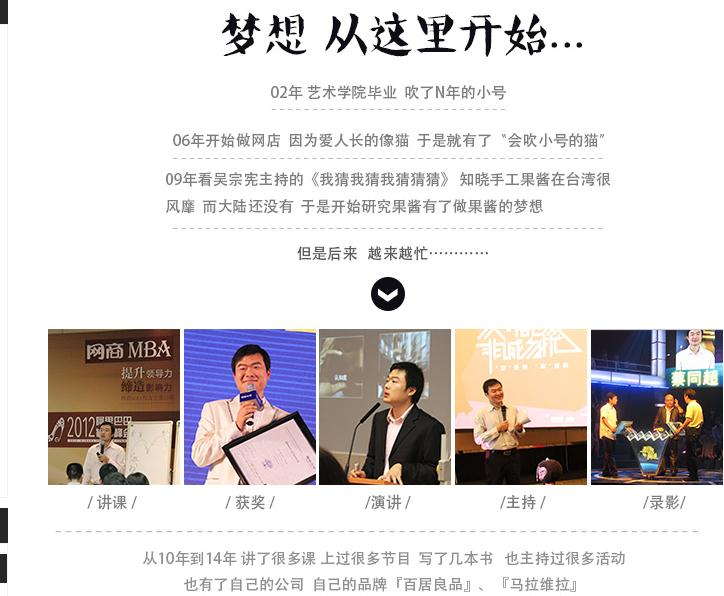 梦想 从这里开始...
02年 艺术学院毕业 吹了N年的小号
06年开始做网店 因为爱人长的像猫 于是就有了〝会吹小号的猫〞
09年看吴宗宪主持的《我猜我猜我猜猜猜》 知晓手工果酱在台湾很
风靡 而大陆还没有 于是开始研究果酱有了做果酱的梦想
但是后来 越来越忙…………
网商 MBA
提升领导力
缔造影响力
2012
非诚勿扰
蔡同超
/ 讲课 /
/ 获奖 /
/演讲 /
/主持 /
/录影/
从10年到14年 讲了很多课 上过很多节目 写了几本书 也主持过很多活动
也有了自己的公司 自己的品牌『百居良品』、『马拉维拉』